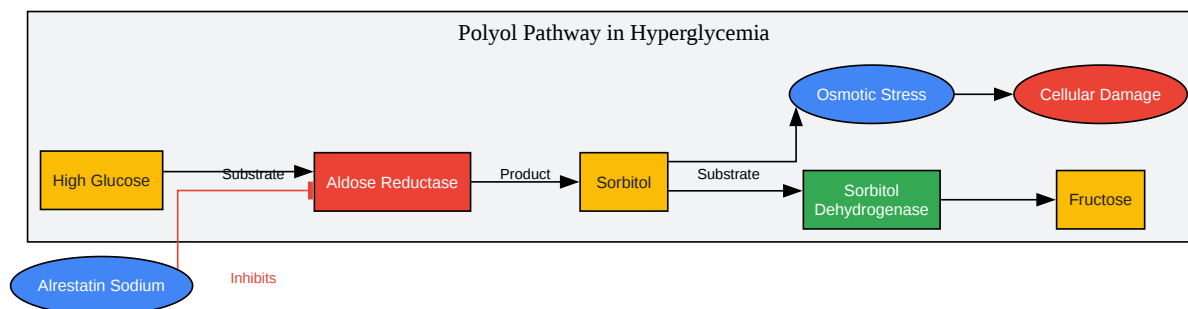 Polyol Pathway in Hyperglycemia
Osmotic Stress
Cellular Damage
High Glucose
Substrate
Aldose Reductase
Product
Sorbitol
Substrate
Sorbitol
Dehydrogenase
Fructose
Alrestatin Sodium
Inhibits